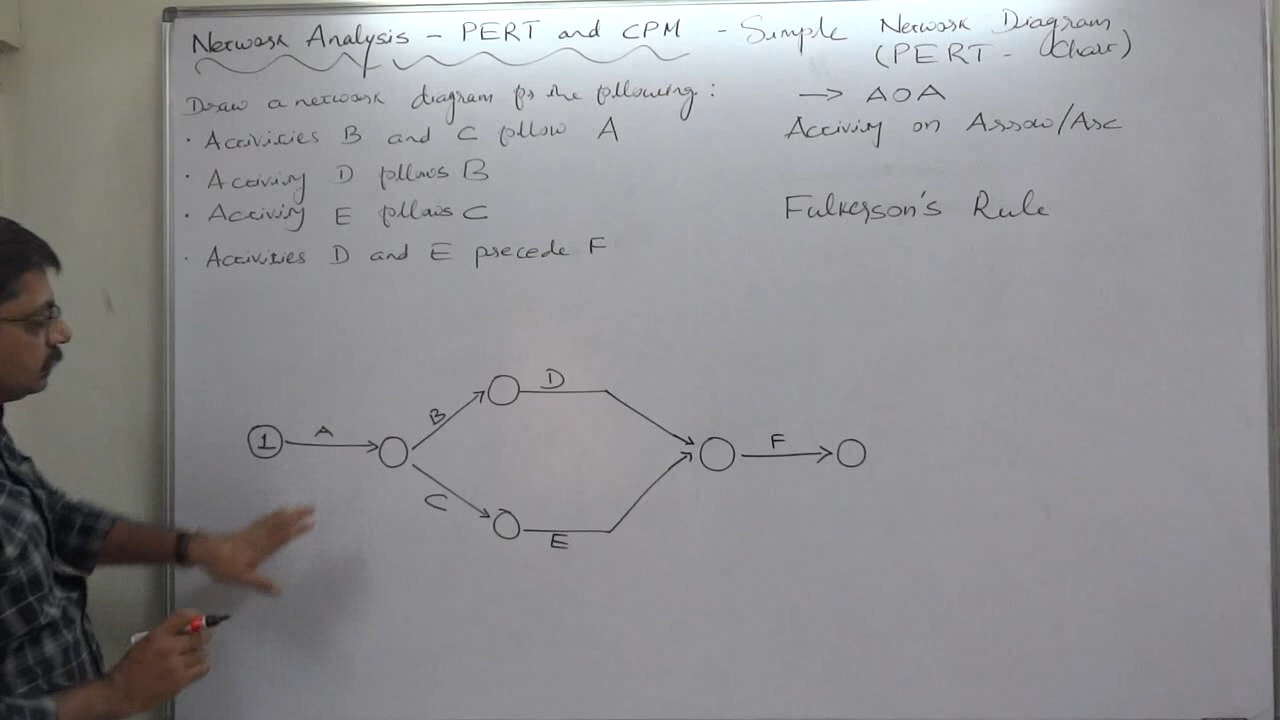 Network Analysis - PERT and CPM - Simple Network Diagram
(PERT - Chart)
Draw a network diagram for the following:
→ AOA
· Activities B and C follow A
Activity on Arrow/Arc
· Activity D follows B
· Activity E follows C
Fulkerson's Rule
· Activities D and E precede F
D
B
A
1
F
C
E